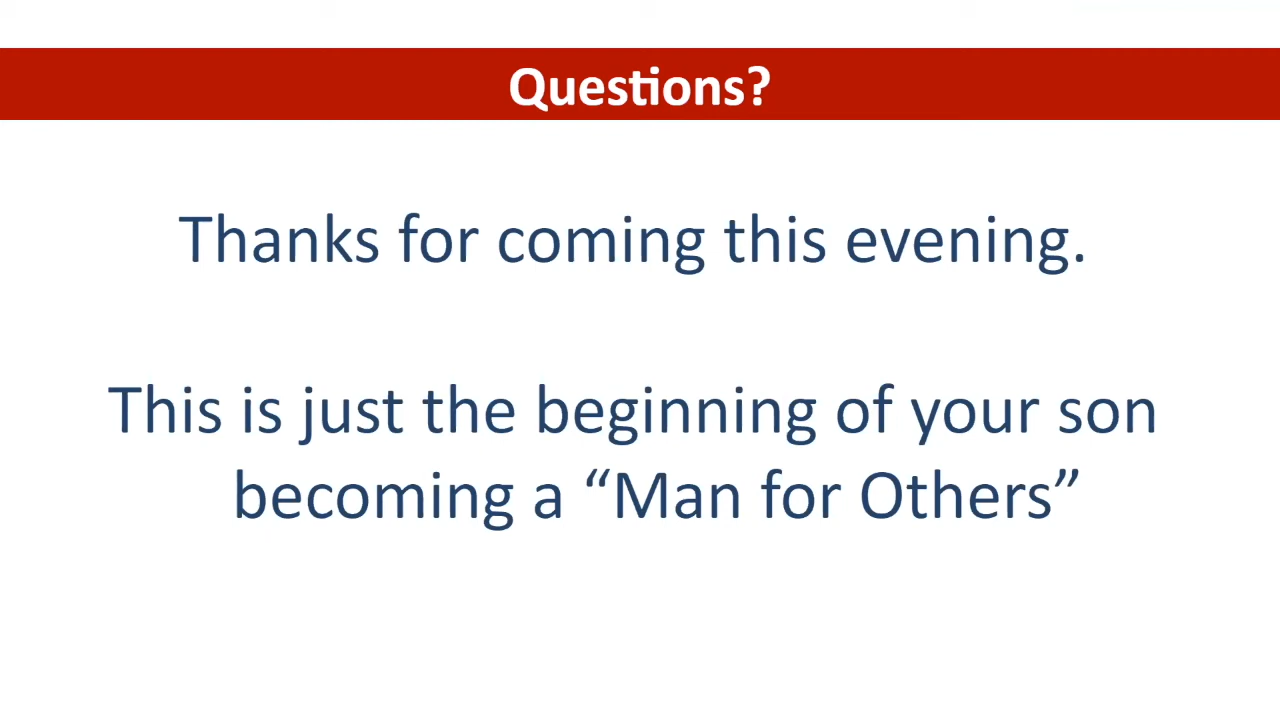 Questions?
Thanks for coming this evening.
This is just the beginning of your son
becoming a “Man for Others”